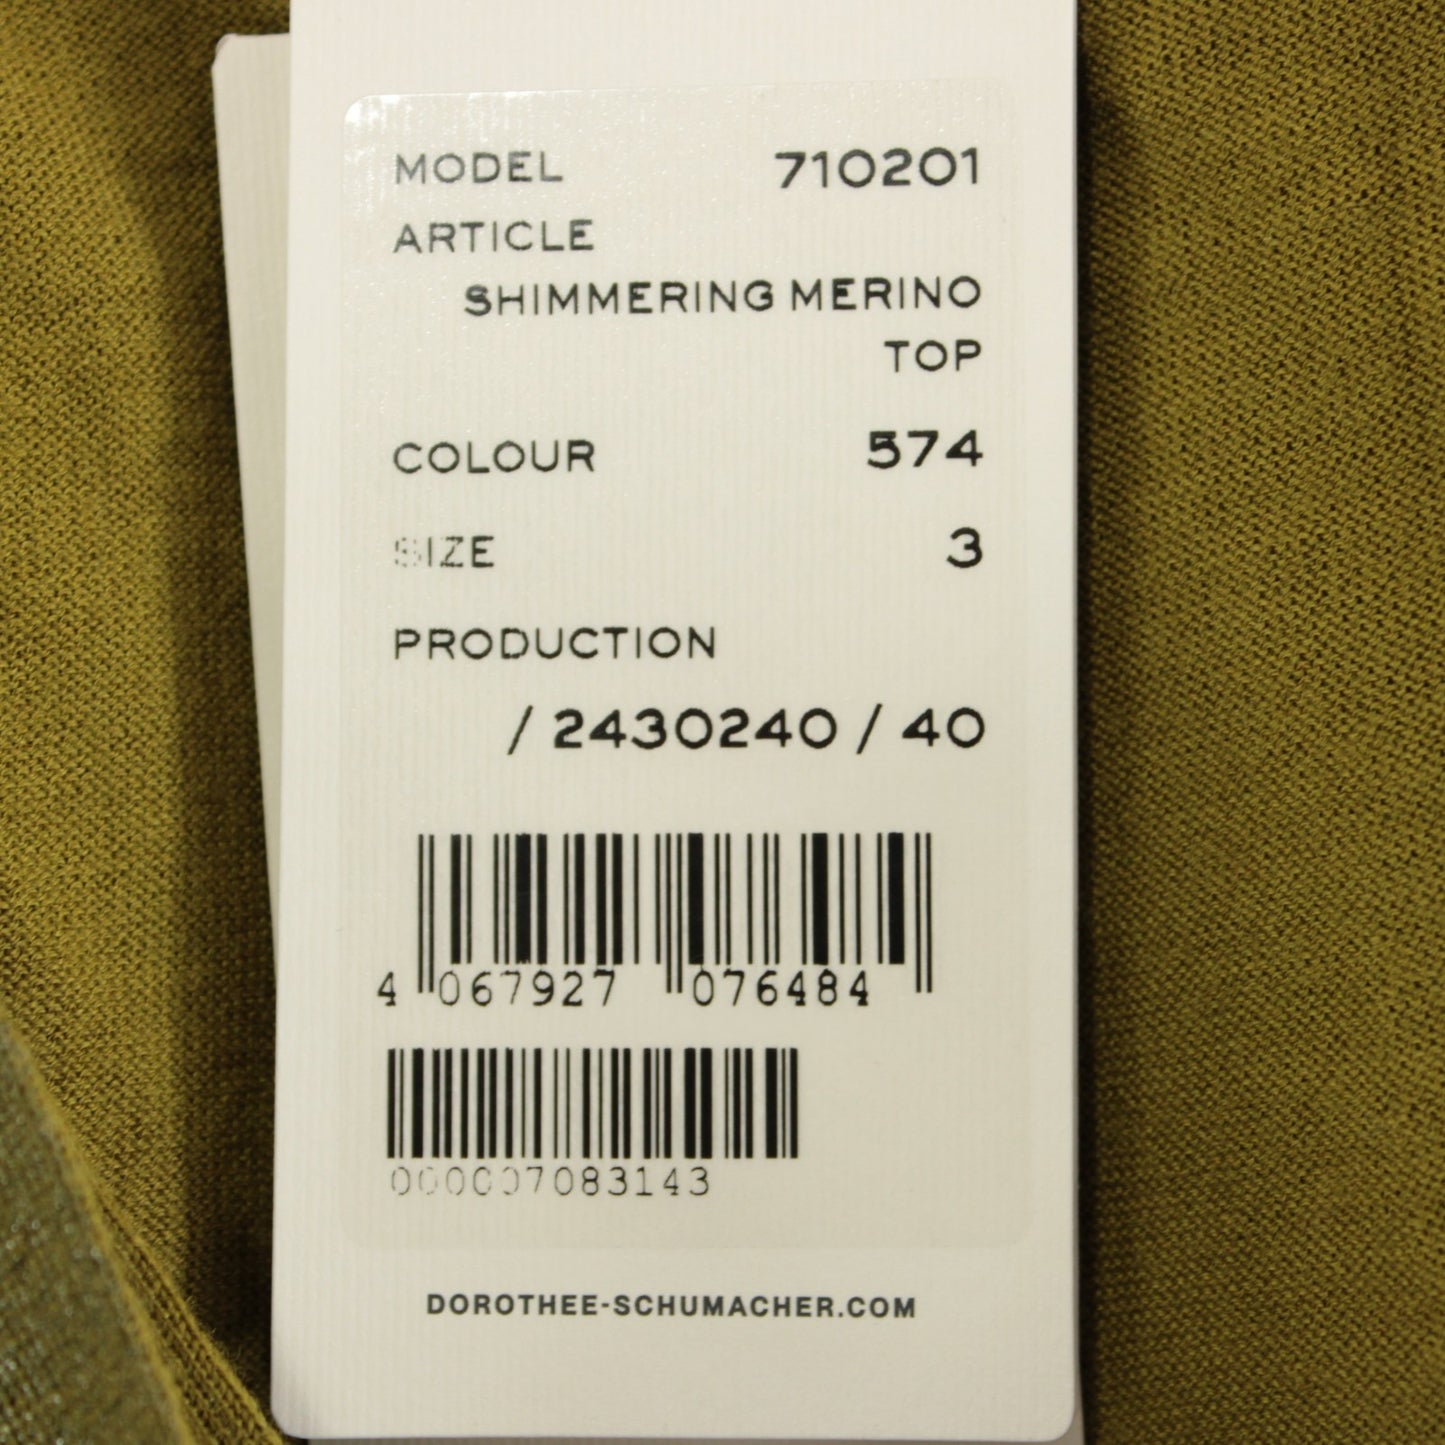 MODEL 710201
ARTICLE
SHIMMERING MERINO
TOP
COLOUR 574
SIZE 3
PRODUCTION
/ 2430240 / 40
4 067927 076484
000007083143
DOROTHEE-SCHUMACHER.COM